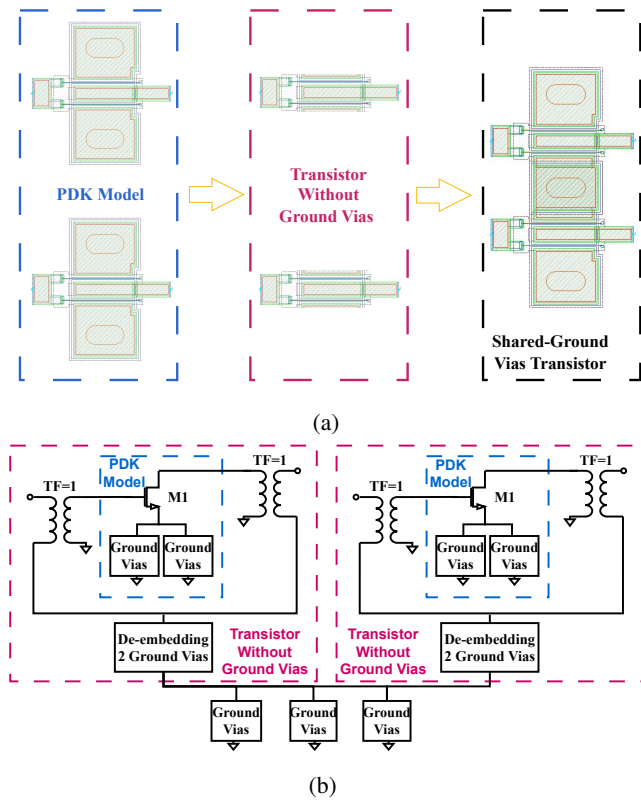 PDK Model
Transistor
Without
Ground Vias
Shared-Ground
Vias Transistor
(a)
TF=1
PDK
Model
M1
TF=1
Ground
Vias
Ground
Vias
De-embedding
2 Ground Vias
Transistor
Without
Ground Vias
TF=1
PDK
Model
M1
TF=1
Ground
Vias
Ground
Vias
Transistor
Without
Ground Vias
De-embedding
2 Ground Vias
Ground
Vias
Ground
Vias
Ground
Vias
(b)